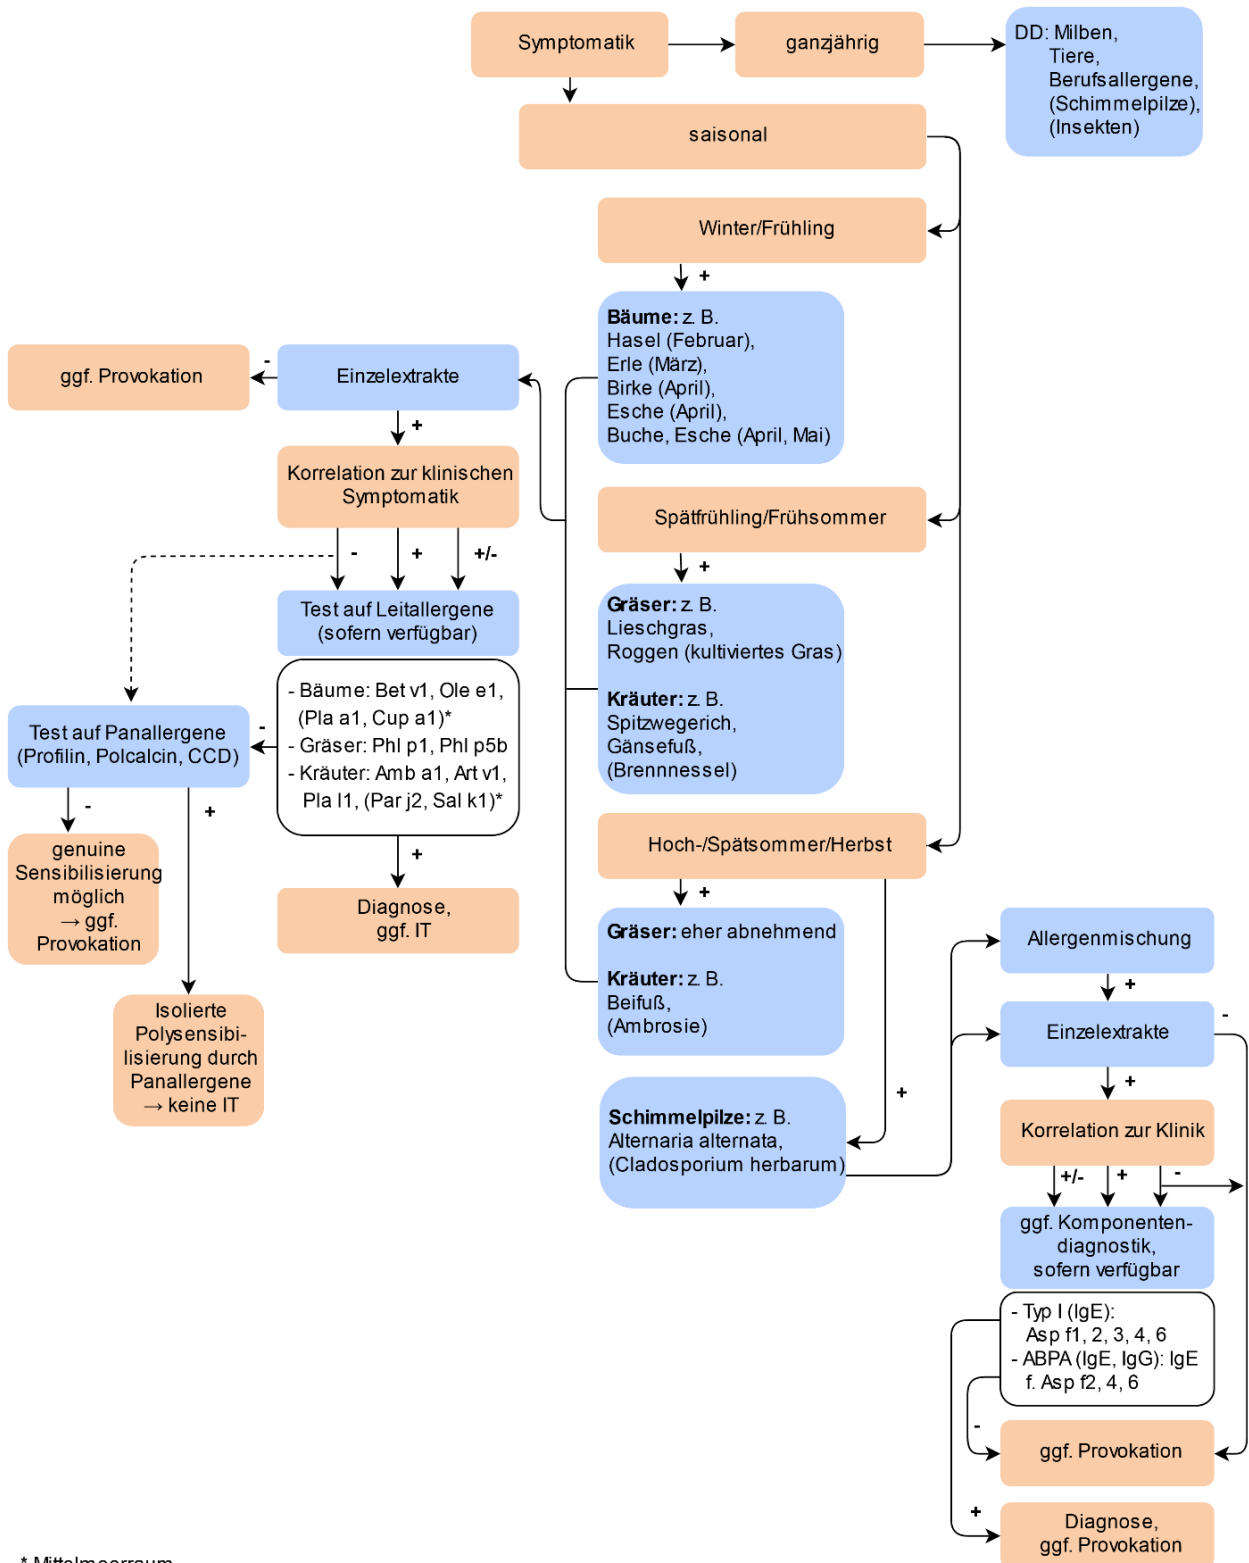 Symptomatik
ganzjährig
DD: Milben,
Tiere,
Berufsallergene,
(Schimmelpilze),
(Insekten)
saisonal
Winter/Frühling
+
Bäume: z. B.
Hasel (Februar),
Erle (März),
Birke (April),
Esche (April),
Buche, Esche (April, Mai)
ggf. Provokation
-
Einzelextrakte
+
Korrelation zur klinischen
Symptomatik
-
+
+/-
Test auf Leitallergene
(sofern verfügbar)
- Bäume: Bet v1, Ole e1,
(Pla a1, Cup a1)*
- Gräser: Phl p1, Phl p5b
- Kräuter: Amb a1, Art v1,
Pla l1, (Par j2, Sal k1)*
-
Test auf Panallergene
(Profilin, Polcalcin, CCD)
-
+
genuine
Sensibilisierung
möglich
→ ggf.
Provokation
+
Diagnose,
ggf. IT
Isolierte
Polysensibi-
lisierung durch
Panallergene
→ keine IT
Spätfrühling/Frühsommer
+
Gräser: z. B.
Lieschgras,
Roggen (kultiviertes Gras)
Kräuter: z. B.
Spitzwegerich,
Gänsefuß,
(Brennnessel)
Hoch-/Spätsommer/Herbst
+
Gräser: eher abnehmend
Kräuter: z. B.
Beifuß,
(Ambrosie)
+
Schimmelpilze: z. B.
Alternaria alternata,
(Cladosporium herbarum)
Allergenmischung
+
Einzelextrakte
-
+
Korrelation zur Klinik
+/-
+
-
ggf. Komponenten-
diagnostik,
sofern verfügbar
- Typ I (IgE):
Asp f1, 2, 3, 4, 6
- ABPA (IgE, IgG): IgE
f. Asp f2, 4, 6
-
ggf. Provokation
+
Diagnose,
ggf. Provokation
* Mittelmeerraum